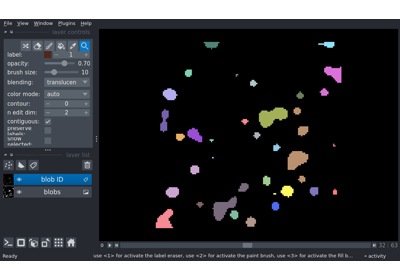 File View Window Plugins Help
layer controls
label: 1
opacity: 0.70
brush size: 10
blending: translucen
color mode: auto
contour: 0
n edit dim: 2
contiguous:
preserve
labels:
show
selected:
layer list
blob ID
blobs
Ready
use <1> for activate the label eraser, use <2> for activate the paint brush, use <3> for activate the fill b...
activity